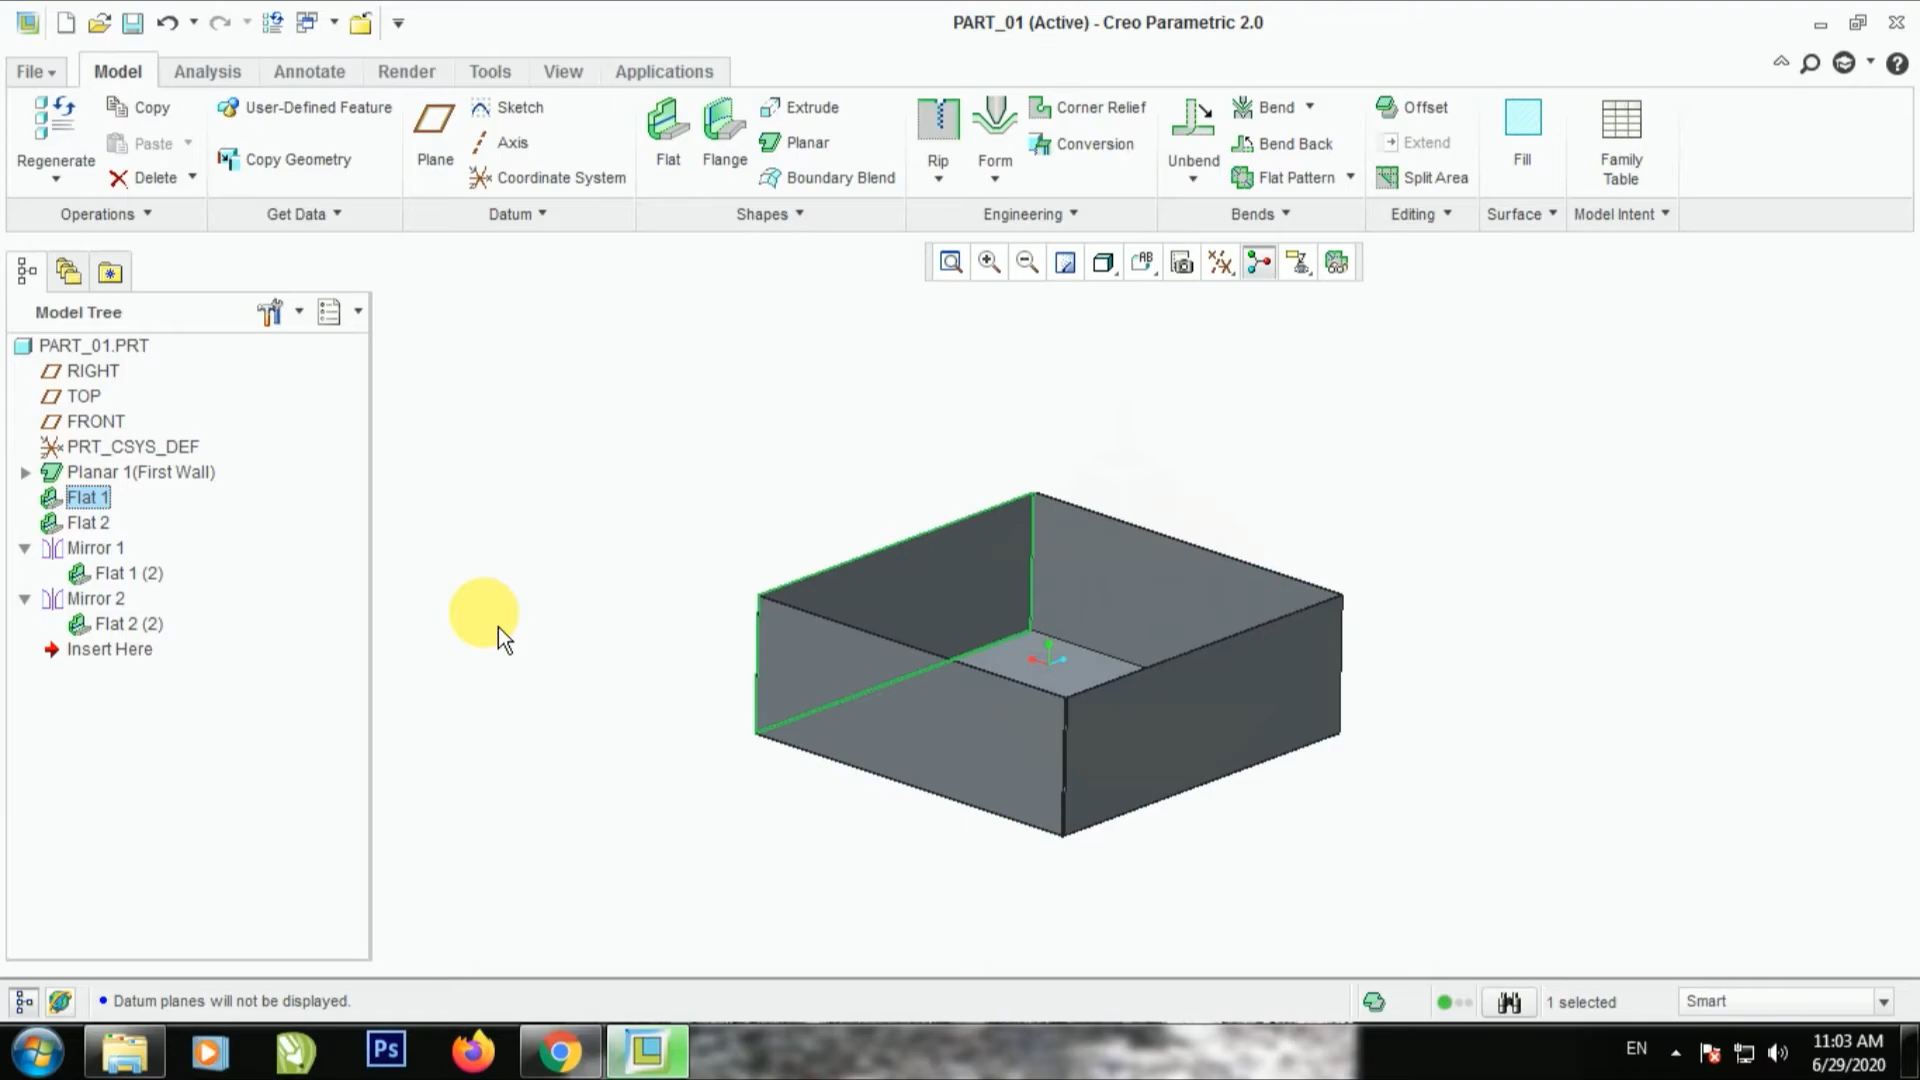 PART_01 (Active) - Creo Parametric 2.0
File Model Analysis Annotate Render Tools View Applications
Regenerate
Copy
Paste
Delete
Operations
User-Defined Feature
Copy Geometry
Get Data
Plane
Sketch
Axis
Coordinate System
Datum
Flat
Flange
Extrude
Planar
Boundary Blend
Shapes
Rip
Form
Corner Relief
Conversion
Engineering
Unbend
Bend
Bend Back
Flat Pattern
Bends
Offset
Extend
Split Area
Editing
Fill
Surface
Family
Table
Model Intent
AB
Model Tree
PART_01.PRT
RIGHT
TOP
FRONT
PRT_CSYS_DEF
Planar 1(First Wall)
Flat 1
Flat 2
Mirror 1
Flat 1 (2)
Mirror 2
Flat 2 (2)
Insert Here
Datum planes will not be displayed.
1 selected
Smart
Ps
EN
11:03 AM
6/29/2020